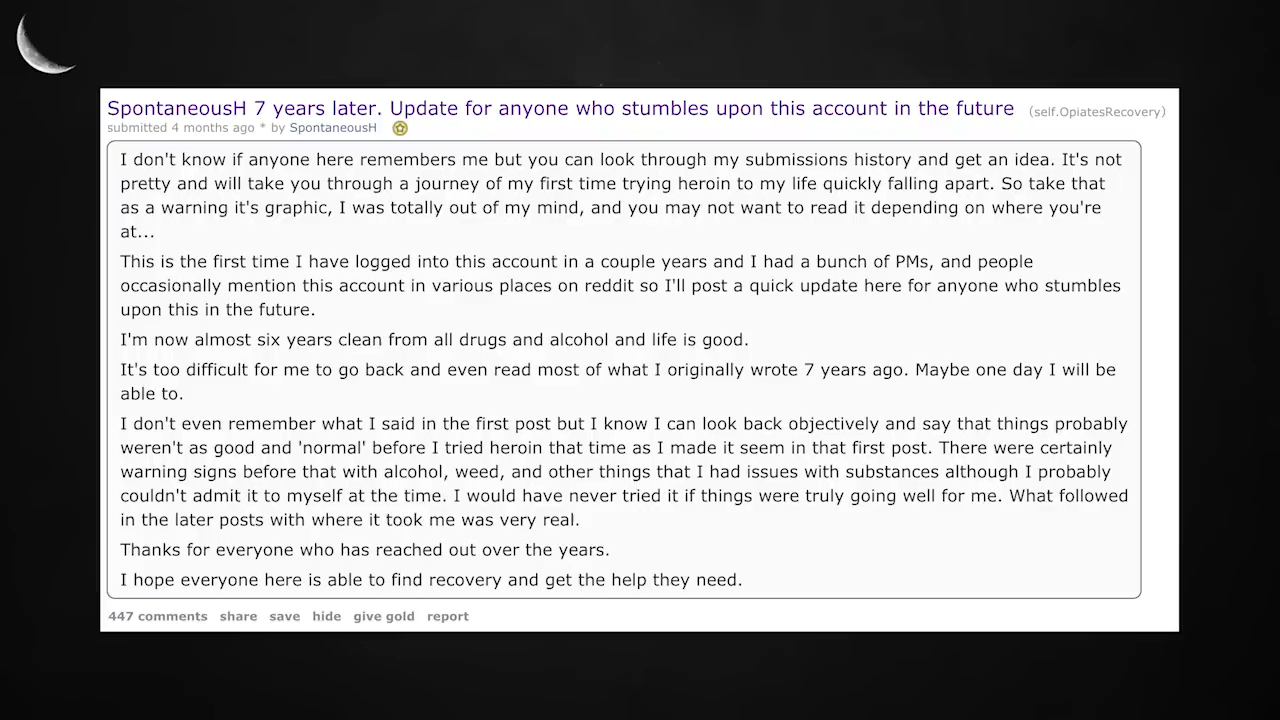 SpontaneousH 7 years later. Update for anyone who stumbles upon this account in the future (self.OpiatesRecovery)
submitted 4 months ago * by SpontaneousH
I don't know if anyone here remembers me but you can look through my submissions history and get an idea. It's not
pretty and will take you through a journey of my first time trying heroin to my life quickly falling apart. So take that
as a warning it's graphic, I was totally out of my mind, and you may not want to read it depending on where you're
at...
This is the first time I have logged into this account in a couple years and I had a bunch of PMs, and people
occasionally mention this account in various places on reddit so I'll post a quick update here for anyone who stumbles
upon this in the future.
I'm now almost six years clean from all drugs and alcohol and life is good.
It's too difficult for me to go back and even read most of what I originally wrote 7 years ago. Maybe one day I will be
able to.
I don't even remember what I said in the first post but I know I can look back objectively and say that things probably
weren't as good and 'normal' before I tried heroin that time as I made it seem in that first post. There were certainly
warning signs before that with alcohol, weed, and other things that I had issues with substances although I probably
couldn't admit it to myself at the time. I would have never tried it if things were truly going well for me. What followed
in the later posts with where it took me was very real.
Thanks for everyone who has reached out over the years.
I hope everyone here is able to find recovery and get the help they need.
447 comments share save hide give gold report